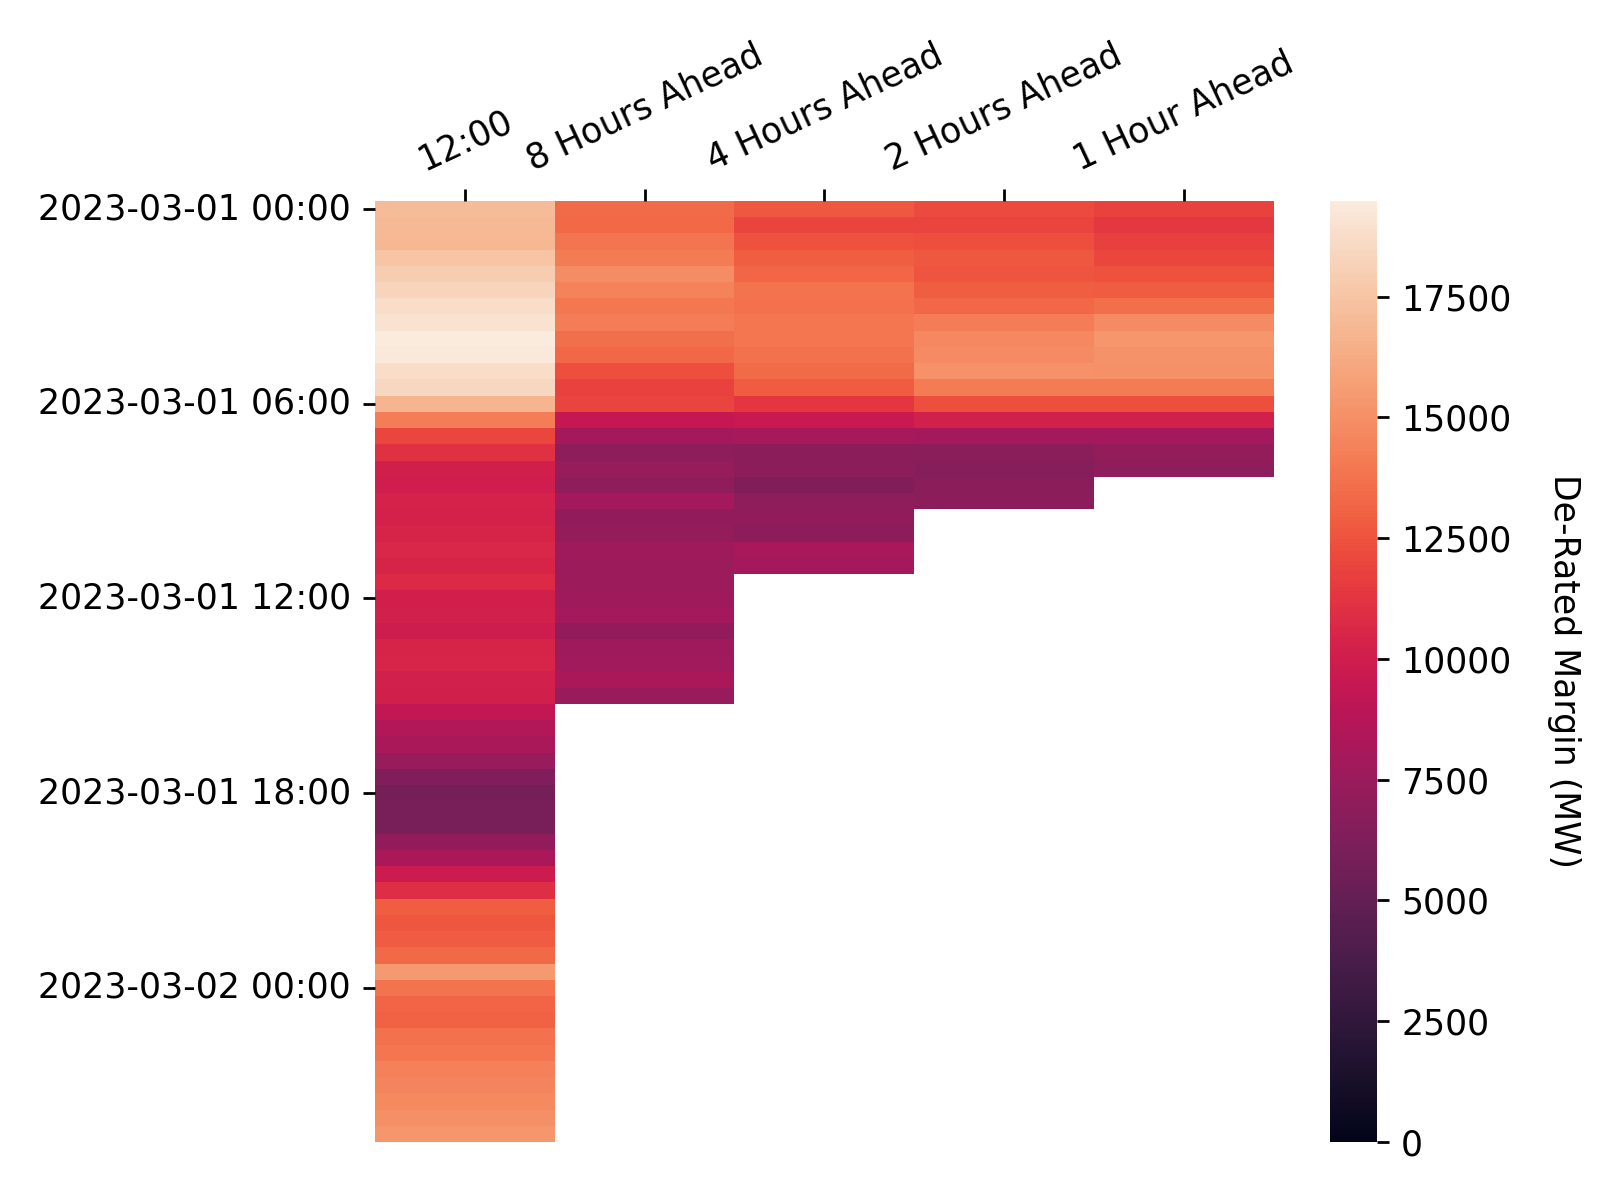 12:00
8 Hours Ahead
4 Hours Ahead
2 Hours Ahead
1 Hour Ahead
2023-03-01 00:00
2023-03-01 06:00
2023-03-01 12:00
2023-03-01 18:00
2023-03-02 00:00
17500
15000
12500
10000
7500
5000
2500
0
De-Rated Margin (MW)